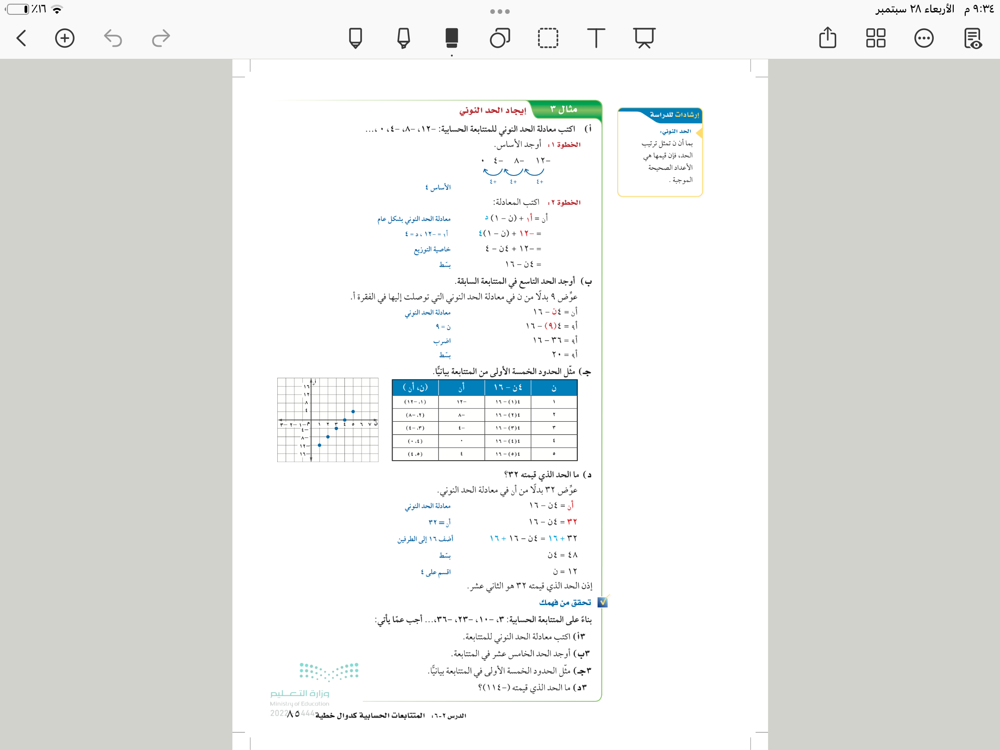 ٩:٣٤ م الأربعاء ٢٨ سبتمبر
٪١٦
مثال ٣ إيجاد الحد النوني
أ) اكتب معادلة الحد النوني للمتتابعة الحسابية: −١٢، −٨، −٤، ٠ ،...
الخطوة ١: أوجد الأساس.
−١٢ −٨ −٤ ٠
+٤ +٤ +٤
الأساس ٤
الخطوة ٢: اكتب المعادلة:
أن = أ١ + (ن − ١) د معادلة الحد النوني بشكل عام
= −١٢ + (ن − ١)٤ أ١ = −١٢ ، د = ٤
= −١٢ + ٤ن − ٤ خاصية التوزيع
= ٤ن − ١٦ بسّط
ب) أوجد الحد التاسع في المتتابعة السابقة.
عوِّض ٩ بدلًا من ن في معادلة الحد النوني التي توصلت إليها في الفقرة أ.
أن = ٤ن − ١٦ معادلة الحد النوني
أ٩ = ٤(٩) − ١٦ ن = ٩
أ٩ = ٣٦ − ١٦ اضرب
أ٩ = ٢٠ بسّط
جـ) مثّل الحدود الخمسة الأولى من المتتابعة بيانيًّا.
ن ٤ن − ١٦ أن (ن، أن)
١ ٤(١) − ١٦ −١٢ (١، −١٢)
٢ ٤(٢) − ١٦ −٨ (٢، −٨)
٣ ٤(٣) − ١٦ −٤ (٣، −٤)
٤ ٤(٤) − ١٦ ٠ (٤، ٠)
٥ ٤(٥) − ١٦ ٤ (٥، ٤)
أن
١٦
١٢
٨
٤
−٣ −٢ −١ م ١ ٢ ٣ ٤ ٥ ٦ ٧ ن
−٤
−٨
−١٢
−١٦
د) ما الحد الذي قيمته ٣٢؟
عوِّض ٣٢ بدلًا من أن في معادلة الحد النوني.
أن = ٤ن − ١٦ معادلة الحد النوني
٣٢ = ٤ن − ١٦ أن = ٣٢
٣٢ + ١٦ = ٤ن − ١٦ + ١٦ أضف ١٦ إلى الطرفين
٤٨ = ٤ن بسّط
١٢ = ن اقسم على ٤
إذن الحد الذي قيمته ٣٢ هو الثاني عشر.
تحقق من فهمك
بناءً على المتتابعة الحسابية: ٣، −١٠، −٢٣، −٣٦،... أجب عمّا يأتي:
٣أ) اكتب معادلة الحد النوني للمتتابعة.
٣ب) أوجد الحد الخامس عشر في المتتابعة.
٣جـ) مثّل الحدود الخمسة الأولى في المتتابعة بيانيًّا.
٣د) ما الحد الذي قيمته (−١١٤)؟
إرشادات للدراسة
الحد النوني:
بما أن ن تمثل ترتيب
الحد، فإن قيمها هي
الأعداد الصحيحة
الموجبة .
وزارة التعليم
Ministry of Education
2022 - 1444
الدرس ٢-٦: المتتابعات الحسابية كدوال خطية ٨٥